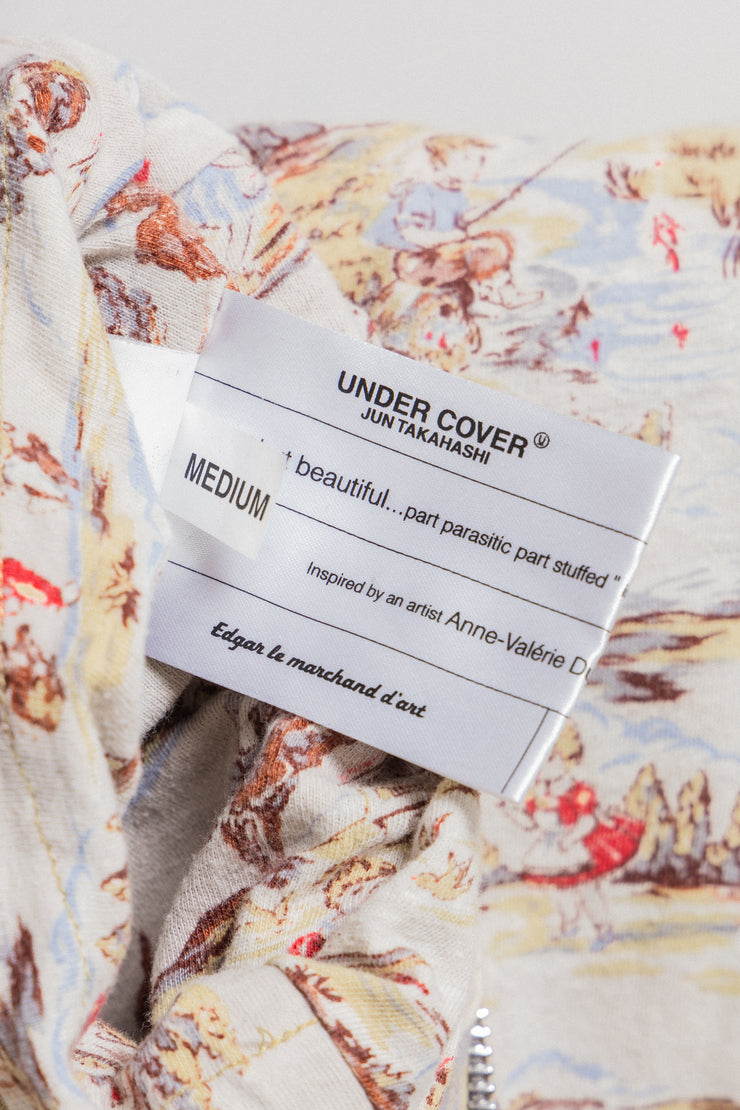 UNDER COVER
JUN TAKAHASHI
beautiful...part parasitic part stuffed "
MEDIUM
Inspired by an artist Anne-Valérie
Edgar le marchand d'art